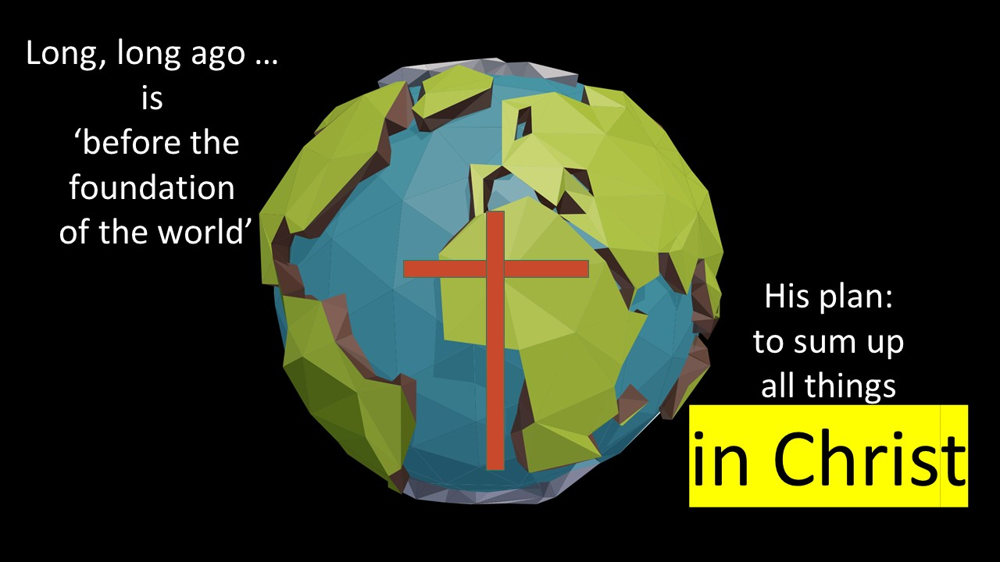 Long, long ago …
is
‘before the
foundation
of the world’
His plan:
to sum up
all things
in Christ